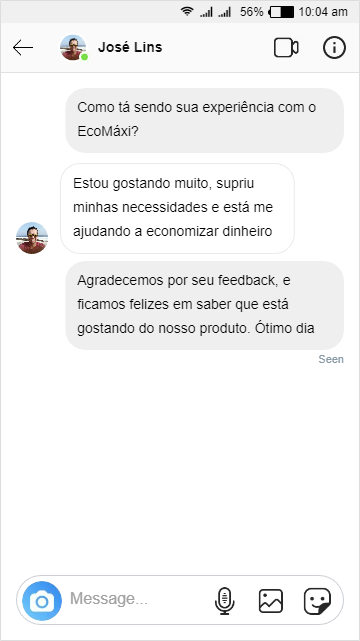 56% 10:04 am
José Lins
Como tá sendo sua experiência com o
EcoMáxi?
Estou gostando muito, supriu
minhas necessidades e está me
ajudando a economizar dinheiro
Agradecemos por seu feedback, e
ficamos felizes em saber que está
gostando do nosso produto. Ótimo dia
Seen
Message...